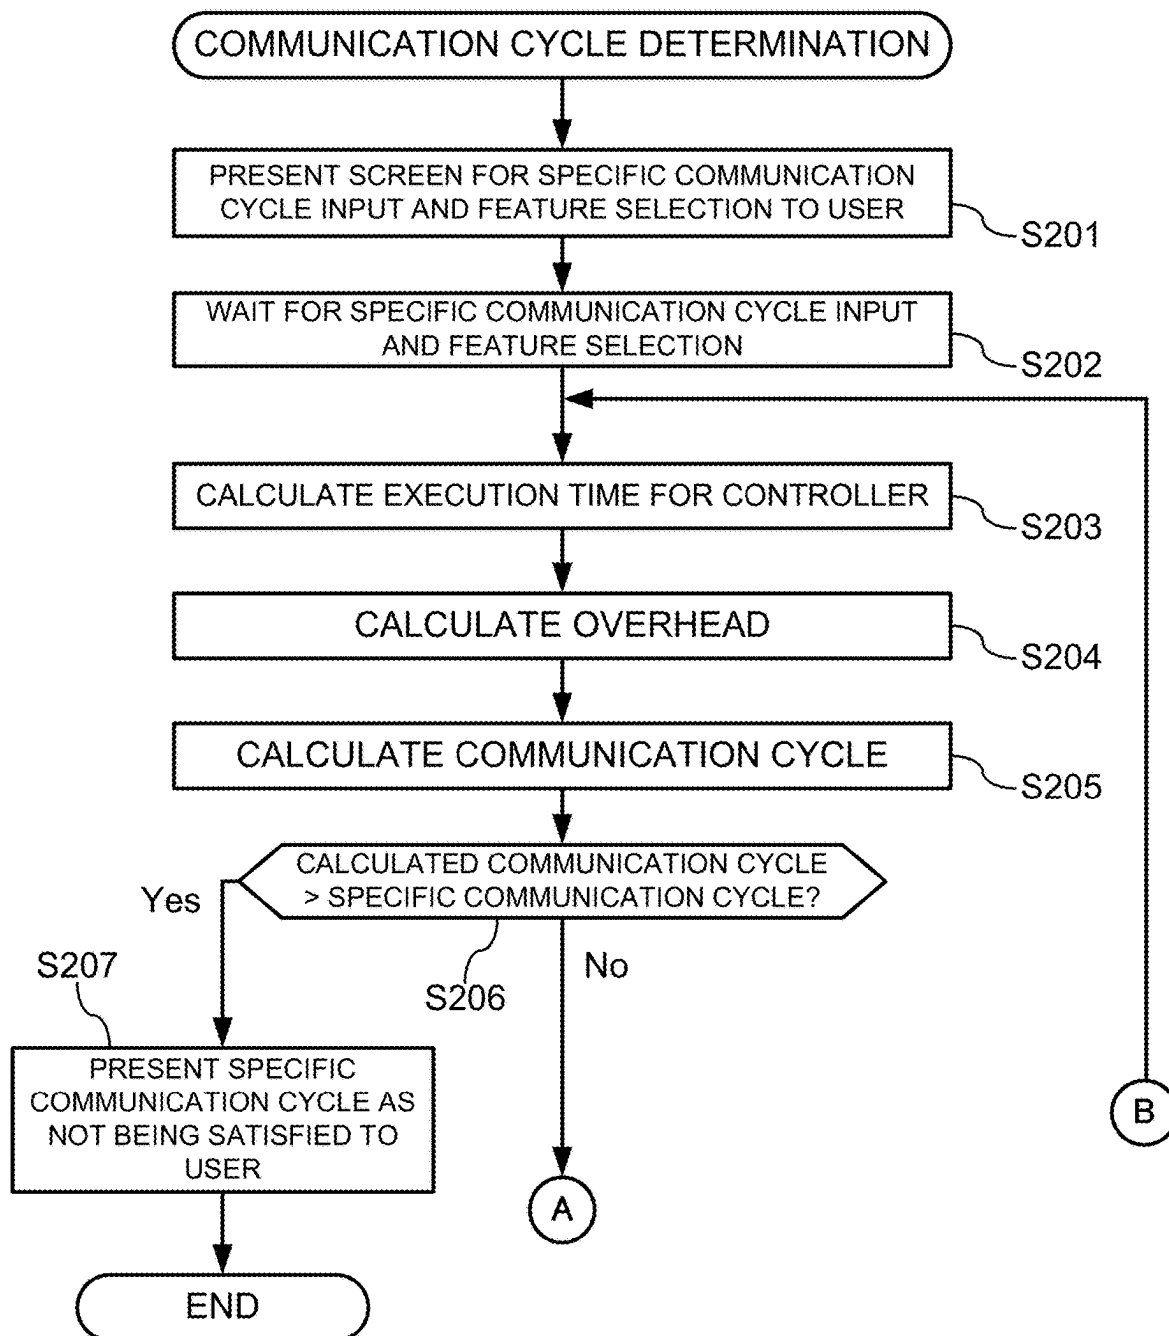 COMMUNICATION CYCLE DETERMINATION
PRESENT SCREEN FOR SPECIFIC COMMUNICATION
CYCLE INPUT AND FEATURE SELECTION TO USER
S201
WAIT FOR SPECIFIC COMMUNICATION CYCLE INPUT
AND FEATURE SELECTION
S202
CALCULATE EXECUTION TIME FOR CONTROLLER
S203
CALCULATE OVERHEAD
S204
CALCULATE COMMUNICATION CYCLE
S205
CALCULATED COMMUNICATION CYCLE
> SPECIFIC COMMUNICATION CYCLE?
Yes
No
S206
S207
PRESENT SPECIFIC
COMMUNICATION CYCLE AS
NOT BEING SATISFIED TO
USER
B
A
END